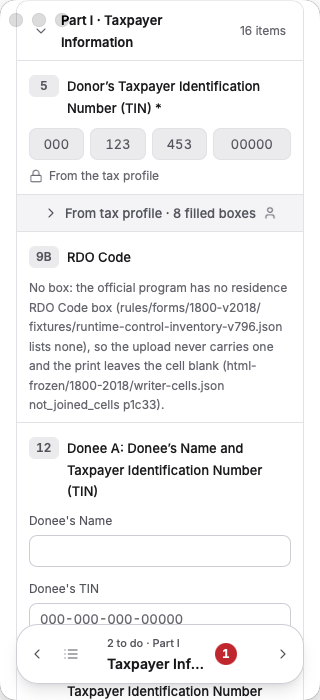 Part I · Taxpayer
Information
16 items
5
Donor's Taxpayer Identification
Number (TIN) *
000
123
453
00000
From the tax profile
From tax profile · 8 filled boxes
9B
RDO Code
No box: the official program has no residence
RDO Code box (rules/forms/1800-v2018/
fixtures/runtime-control-inventory-v796.json
lists none), so the upload never carries one
and the print leaves the cell blank (html-
frozen/1800-2018/writer-cells.json
not_joined_cells p1c33).
12
Donee A: Donee's Name and
Taxpayer Identification Number
(TIN)
Donee's Name
Donee's TIN
000-000-000-00000
2 to do · Part I
Taxpayer Inf...
1
Taxpayer Identification Number